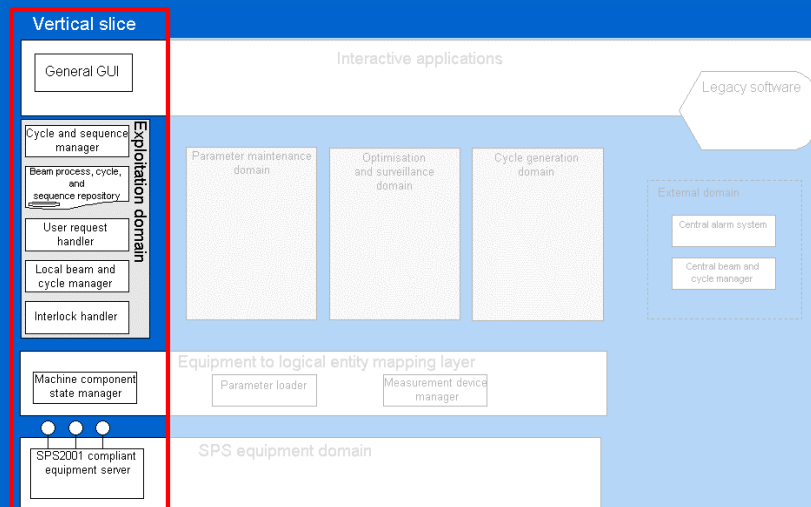 Vertical slice
Interactive applications
General GUI
Legacy software
Exploitation domain
Cycle and sequence
manager
Beam process, cycle,
and
sequence repository
User request
handler
Local beam and
cycle manager
Interlock handler
Parameter maintenance
domain
Optimisation
and surveillance
domain
Cycle generation
domain
External domain
Central alarm system
Central beam and
cycle manager
Equipment to logical entity mapping layer
Machine component
state manager
Parameter loader
Measurement device
manager
SPS equipment domain
SPS2001 compliant
equipment server